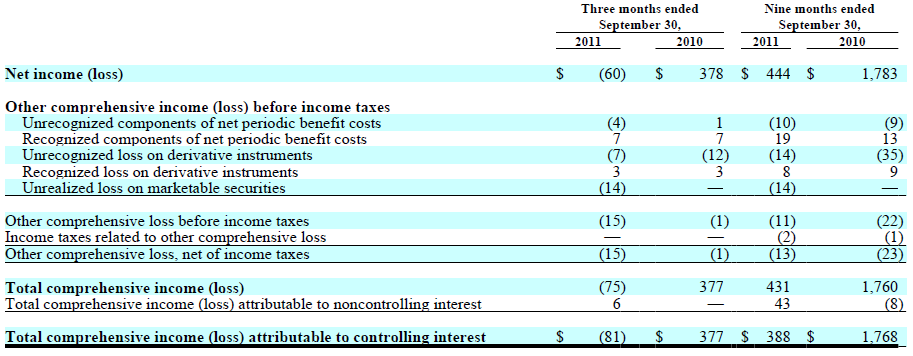 Three months ended Nine months ended
September 30, September 30,
2011 2010 2011 2010
Net income (loss) $ (60) $ 378 $ 444 $ 1,783
Other comprehensive income (loss) before income taxes
Unrecognized components of net periodic benefit costs (4) 1 (10) (9)
Recognized components of net periodic benefit costs 7 7 19 13
Unrecognized loss on derivative instruments (7) (12) (14) (35)
Recognized loss on derivative instruments 3 3 8 9
Unrealized loss on marketable securities (14) — (14) —
Other comprehensive loss before income taxes (15) (1) (11) (22)
Income taxes related to other comprehensive loss — — (2) (1)
Other comprehensive loss, net of income taxes (15) (1) (13) (23)
Total comprehensive income (loss) (75) 377 431 1,760
Total comprehensive income (loss) attributable to noncontrolling interest 6 — 43 (8)
Total comprehensive income (loss) attributable to controlling interest $ (81) $ 377 $ 388 $ 1,768